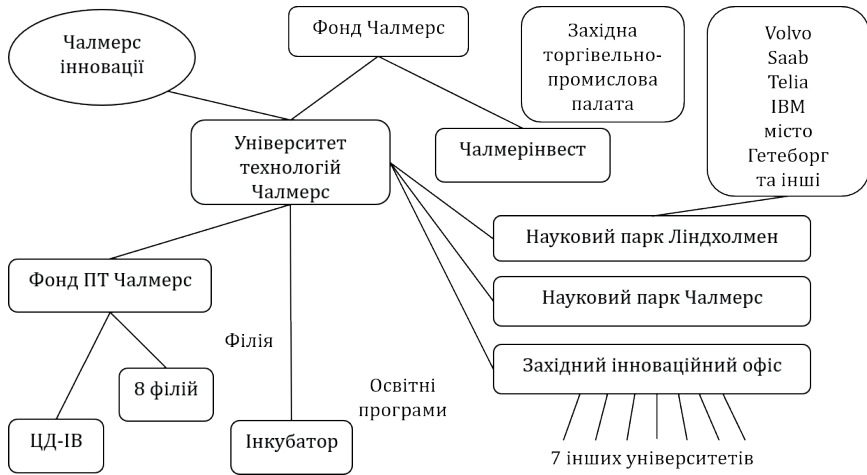 Чалмерс
інновації
Фонд Чалмерс
Західна
торгівельно-
промислова
палата
Volvo
Saab
Telia
IBM
місто
Гетеборг
та інші
Університет
технологій
Чалмерс
Чалмерінвест
Науковий парк Ліндхолмен
Фонд ПТ Чалмерс
Науковий парк Чалмерс
Філія
Західний інноваційний офіс
8 філій
Освітні
програми
ЦД-ІВ
Інкубатор
7 інших університетів